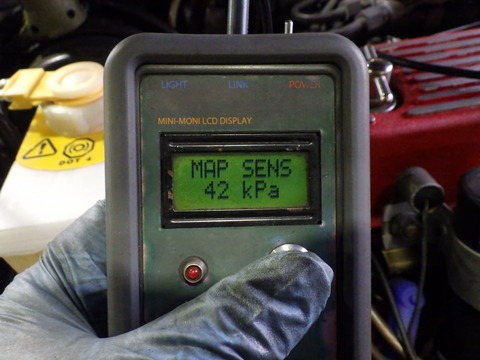 LIGHT LINK POWER
MINI-MONI LCD DISPLAY
MAP SENS
42 kPa
DOT 4